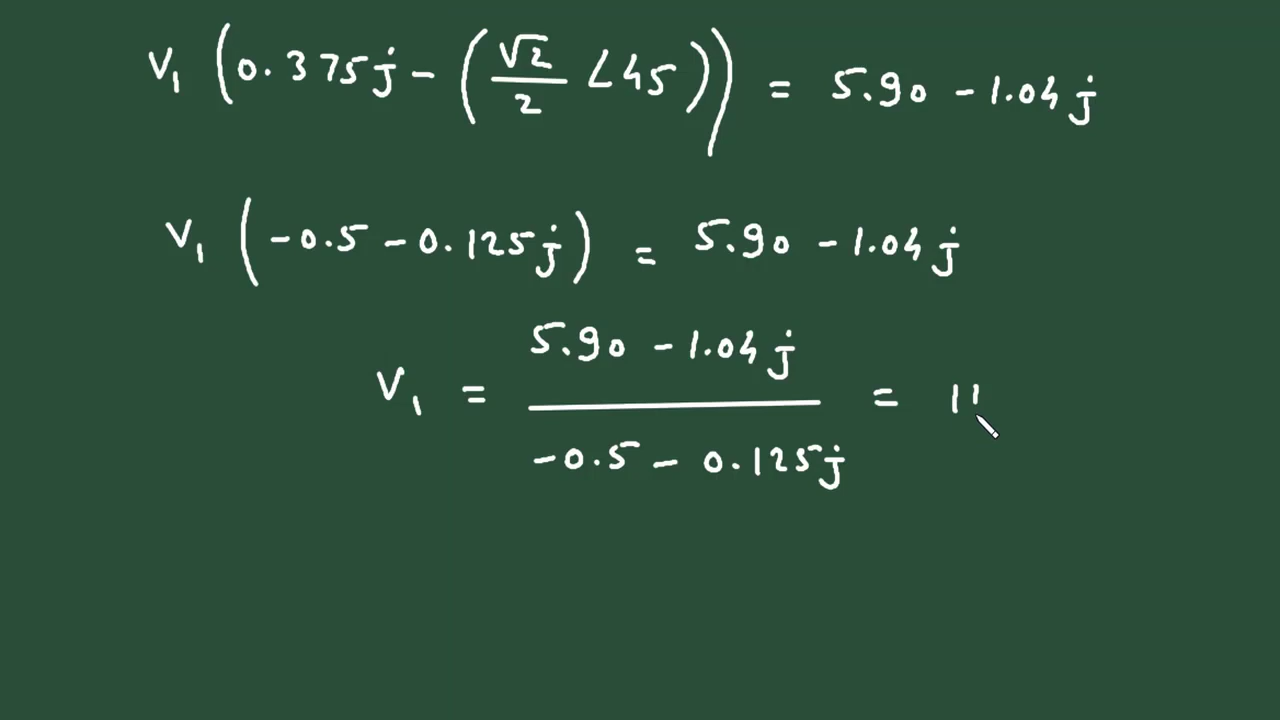 V₁ (0.375j - (√2/2 ∠45)) = 5.90 - 1.04j
V₁ (-0.5 - 0.125j) = 5.90 - 1.04j
5.90 - 1.04j
V₁ = ───────── = 11
-0.5 - 0.125j